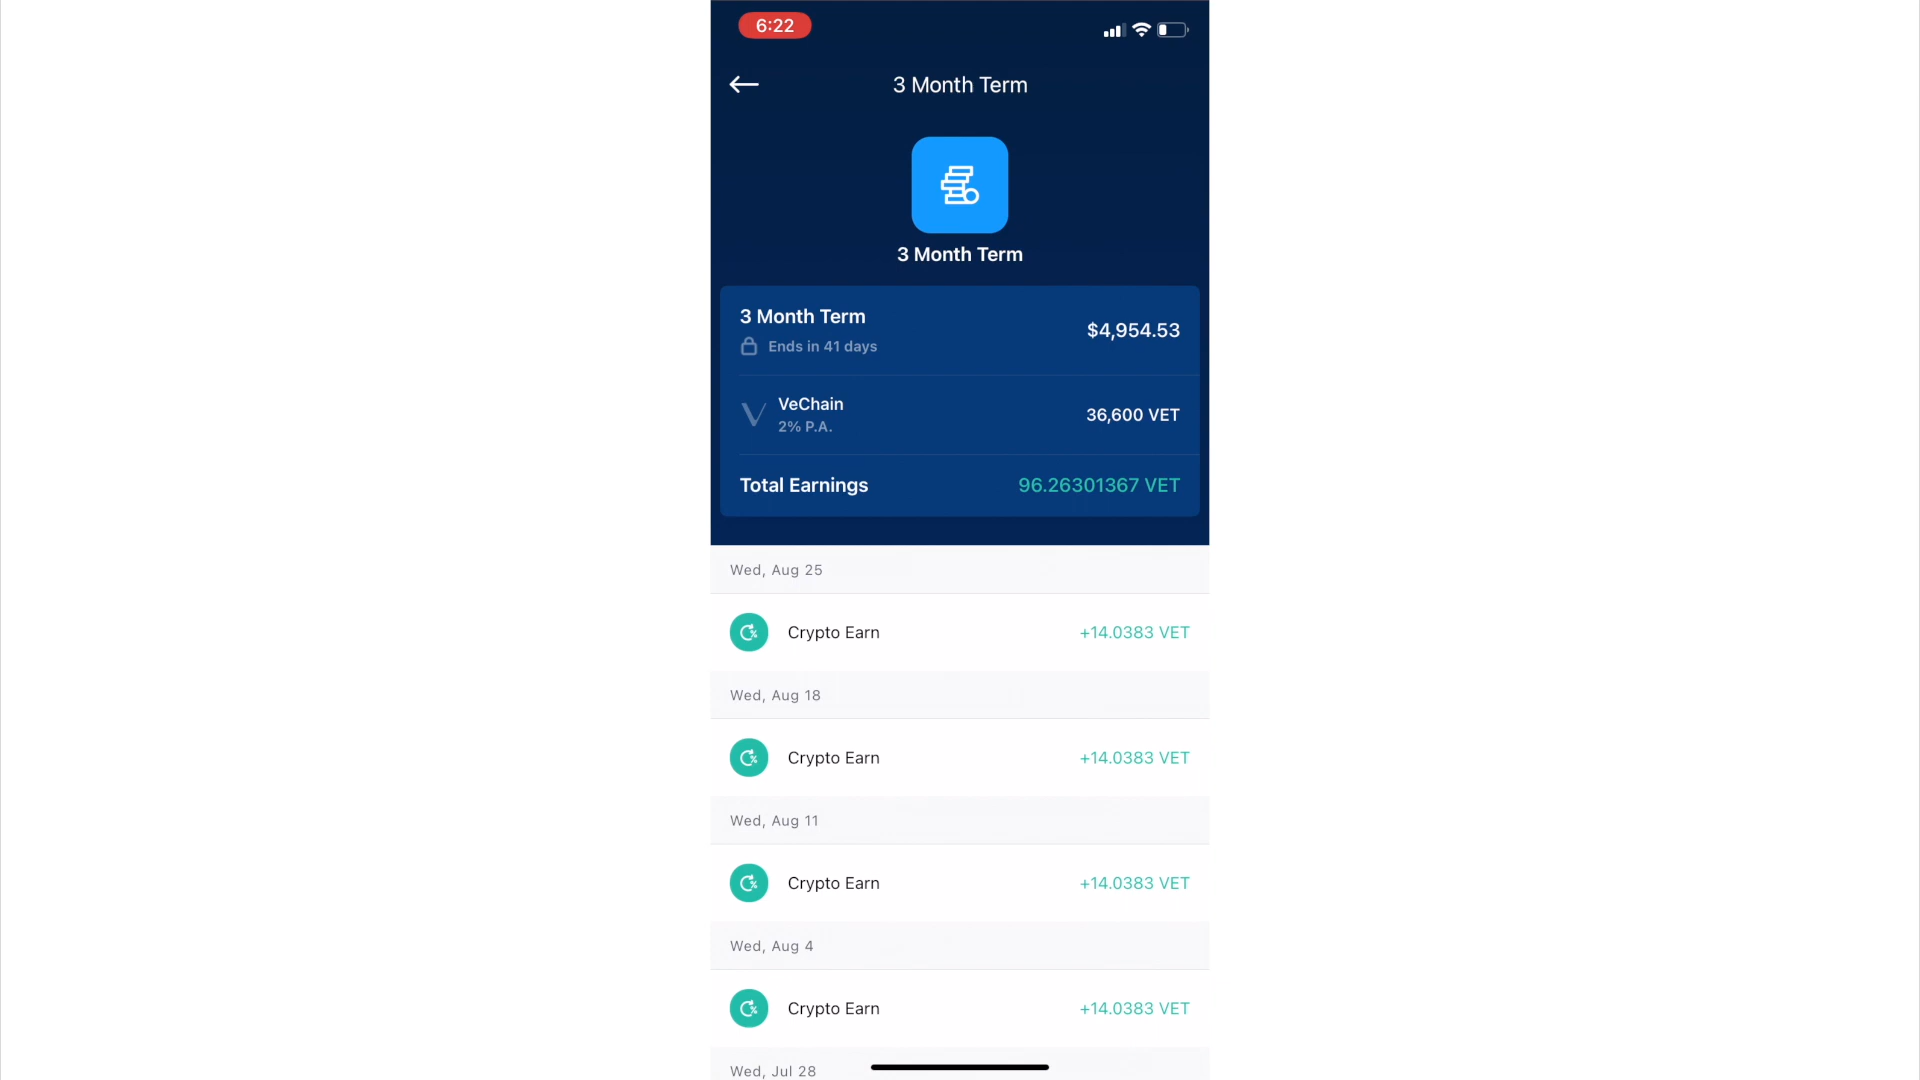 6:22
3 Month Term
3 Month Term
3 Month Term
$4,954.53
Ends in 41 days
VeChain
36,600 VET
2% P.A.
Total Earnings
96.26301367 VET
Wed, Aug 25
Crypto Earn
+14.0383 VET
Wed, Aug 18
Crypto Earn
+14.0383 VET
Wed, Aug 11
Crypto Earn
+14.0383 VET
Wed, Aug 4
Crypto Earn
+14.0383 VET
Wed, Jul 28